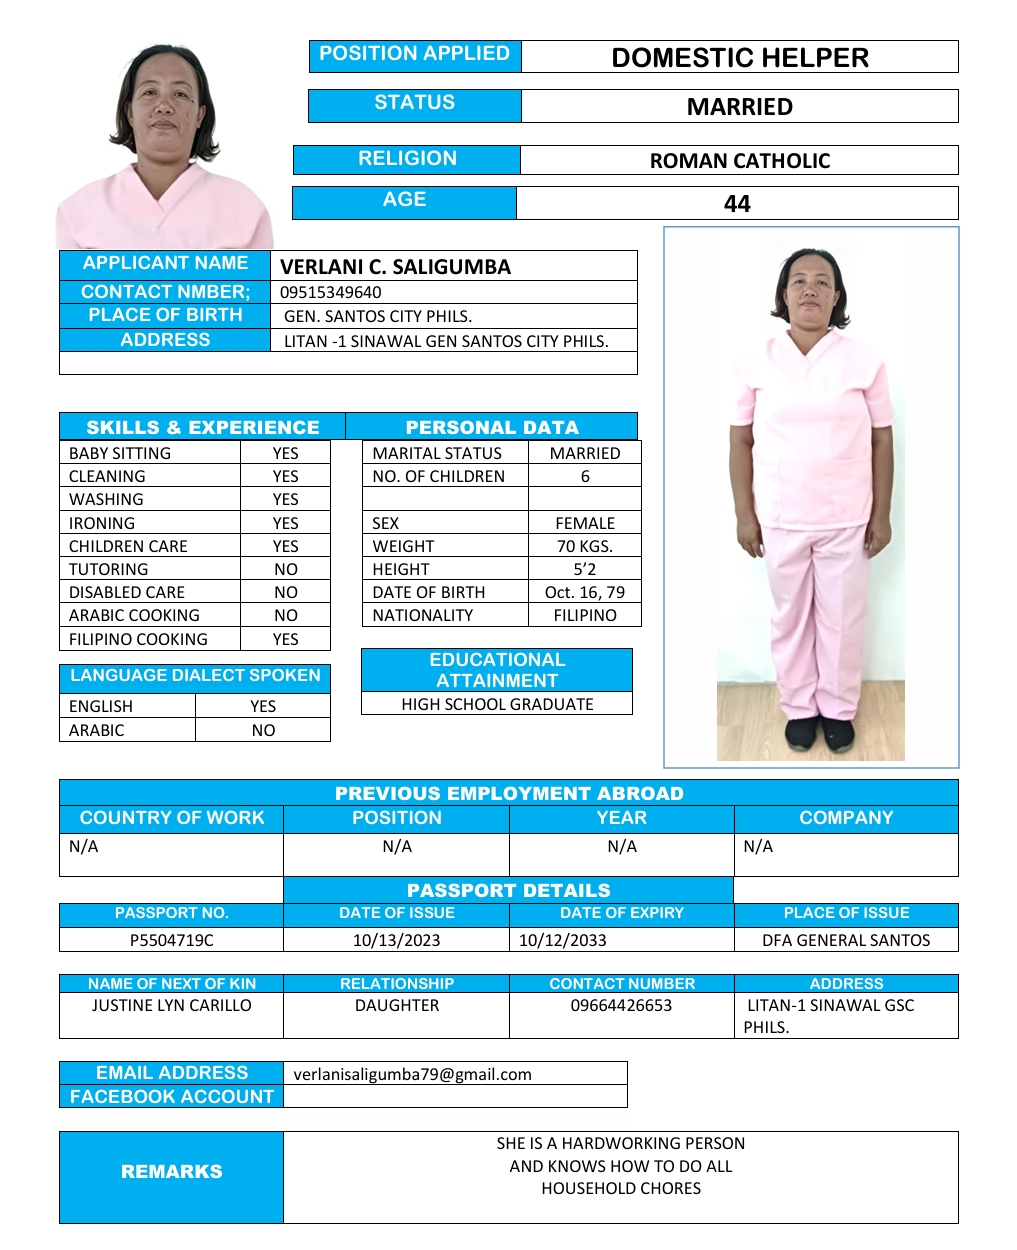 POSITION APPLIED DOMESTIC HELPER
STATUS MARRIED
RELIGION ROMAN CATHOLIC
AGE 44
APPLICANT NAME VERLANI C. SALIGUMBA
CONTACT NMBER; 09515349640
PLACE OF BIRTH GEN. SANTOS CITY PHILS.
ADDRESS LITAN -1 SINAWAL GEN SANTOS CITY PHILS.
SKILLS & EXPERIENCE PERSONAL DATA
BABY SITTING YES MARITAL STATUS MARRIED
CLEANING YES NO. OF CHILDREN 6
WASHING YES
IRONING YES SEX FEMALE
CHILDREN CARE YES WEIGHT 70 KGS.
TUTORING NO HEIGHT 5’2
DISABLED CARE NO DATE OF BIRTH Oct. 16, 79
ARABIC COOKING NO NATIONALITY FILIPINO
FILIPINO COOKING YES
LANGUAGE DIALECT SPOKEN
ENGLISH YES
ARABIC NO
EDUCATIONAL
ATTAINMENT
HIGH SCHOOL GRADUATE
PREVIOUS EMPLOYMENT ABROAD
COUNTRY OF WORK POSITION YEAR COMPANY
N/A N/A N/A N/A
PASSPORT DETAILS
PASSPORT NO. DATE OF ISSUE DATE OF EXPIRY PLACE OF ISSUE
P5504719C 10/13/2023 10/12/2033 DFA GENERAL SANTOS
NAME OF NEXT OF KIN RELATIONSHIP CONTACT NUMBER ADDRESS
JUSTINE LYN CARILLO DAUGHTER 09664426653 LITAN-1 SINAWAL GSC
PHILS.
EMAIL ADDRESS verlanisaligumba79@gmail.com
FACEBOOK ACCOUNT
REMARKS
SHE IS A HARDWORKING PERSON
AND KNOWS HOW TO DO ALL
HOUSEHOLD CHORES